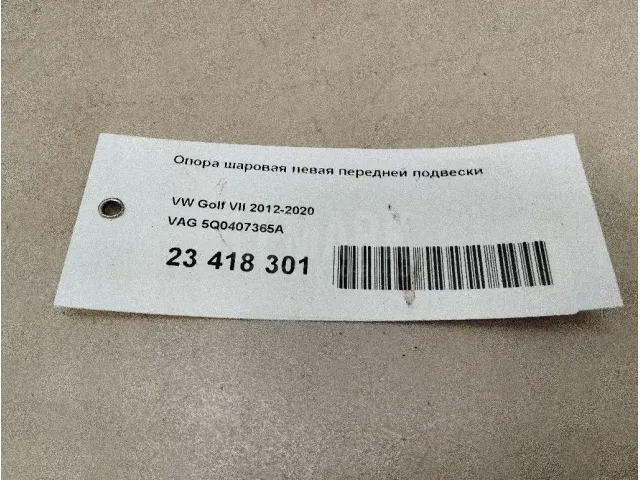 Опора шаровая левая передней подвески
VW Golf VII 2012-2020
VAG 5Q0407365A
23 418 301